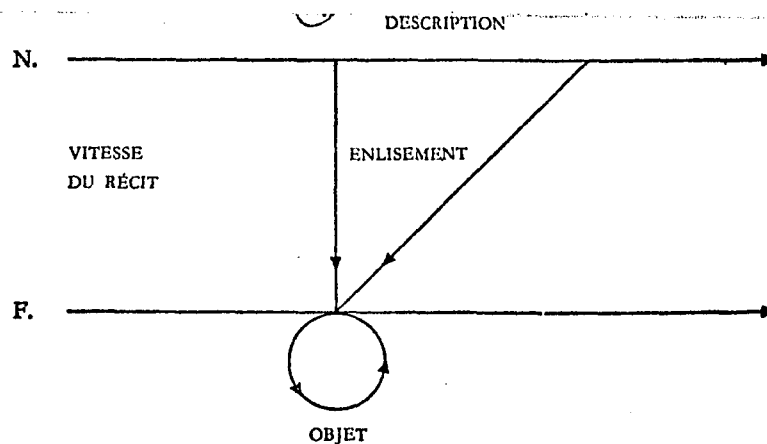 DESCRIPTION
N.
VITESSE
DU RÉCIT
ENLISEMENT
F.
OBJET